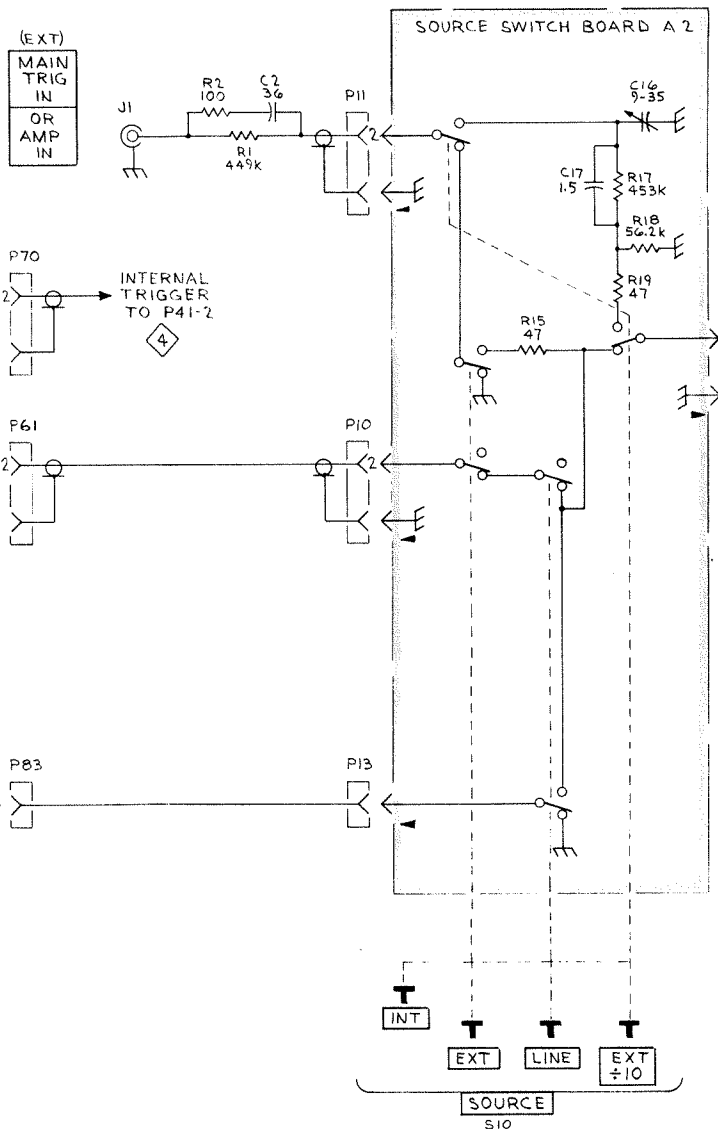 SOURCE SWITCH BOARD A2
(EXT)
MAIN
TRIG
IN
OR
AMP
IN
J1
R2
100
C2
36
R1
449K
P11
2
C16
9-35
C17
1.5
R17
453K
R18
56.2K
R19
47
P70
2
INTERNAL
TRIGGER
TO P41-2
4
R15
47
P61
2
P10
2
P83
P13
INT
EXT
LINE
EXT
÷10
SOURCE
S10